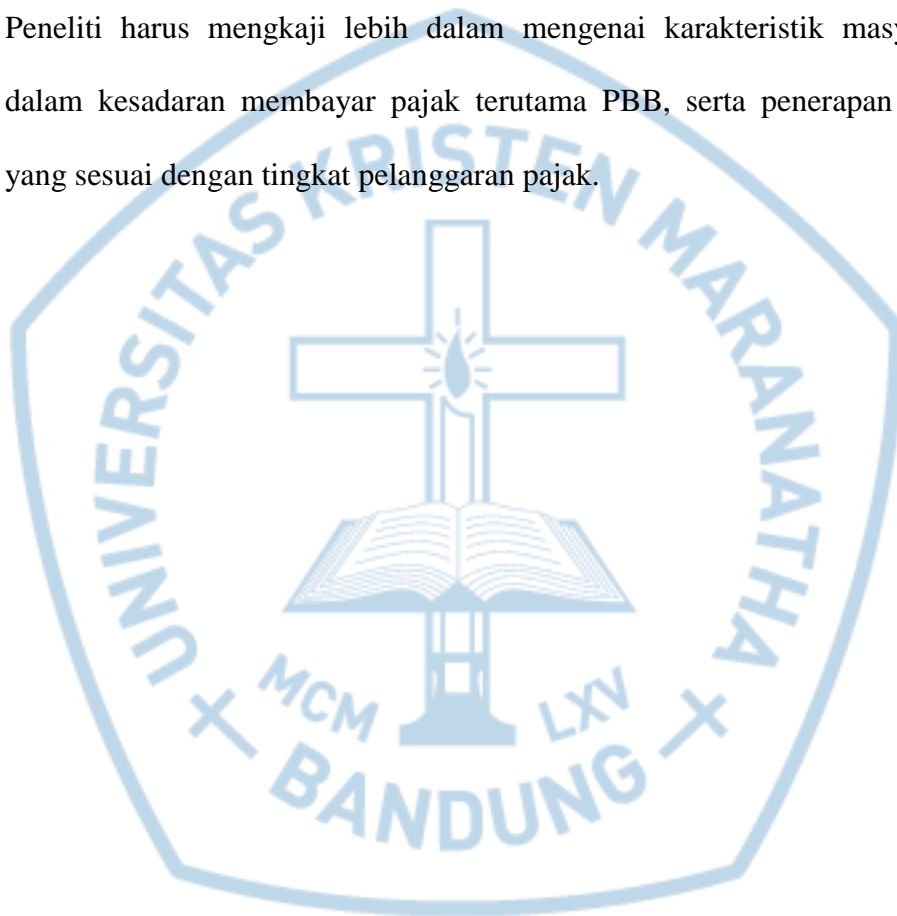 Peneliti harus mengkaji lebih dalam mengenai karakteristik
dalam kesadaran membayar pajak terutama PBB, serta penerapan
yang sesuai dengan tingkat pelanggaran pajak.
UNIVERSITAS KRISTEN MARANATHA
MCM LXV
BANDUNG